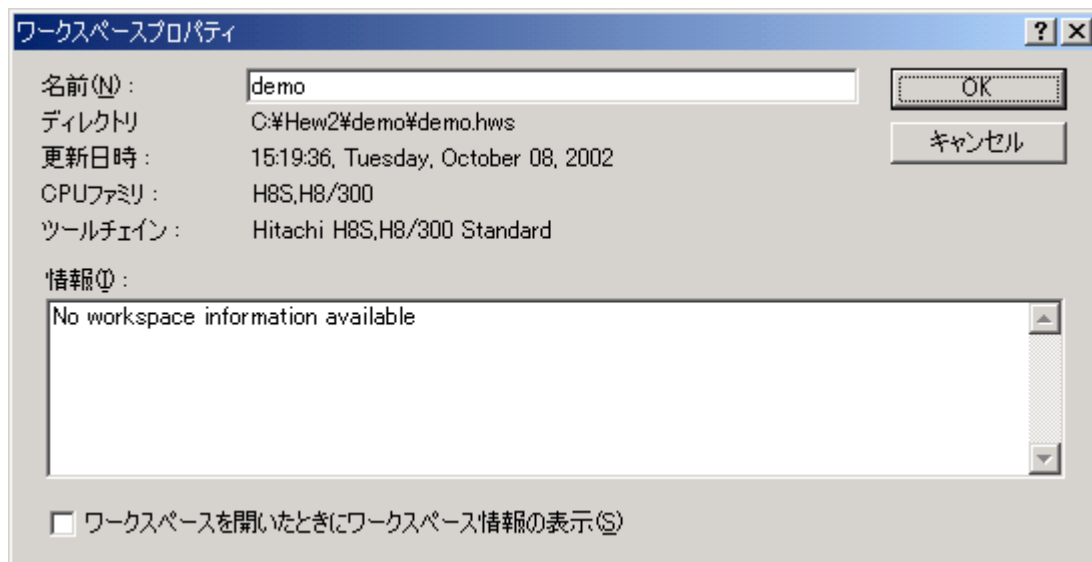 ワークスペースプロパティ
名前(N) :
demo
OK
ディレクトリ
C:¥Hew2¥demo¥demo.hws
キャンセル
更新日時 :
15:19:36, Tuesday, October 08, 2002
CPUファミリ :
H8S,H8/300
ツールチェイン :
Hitachi H8S,H8/300 Standard
情報(I) :
No workspace information available
ワークスペースを開いたときにワークスペース情報の表示(S)